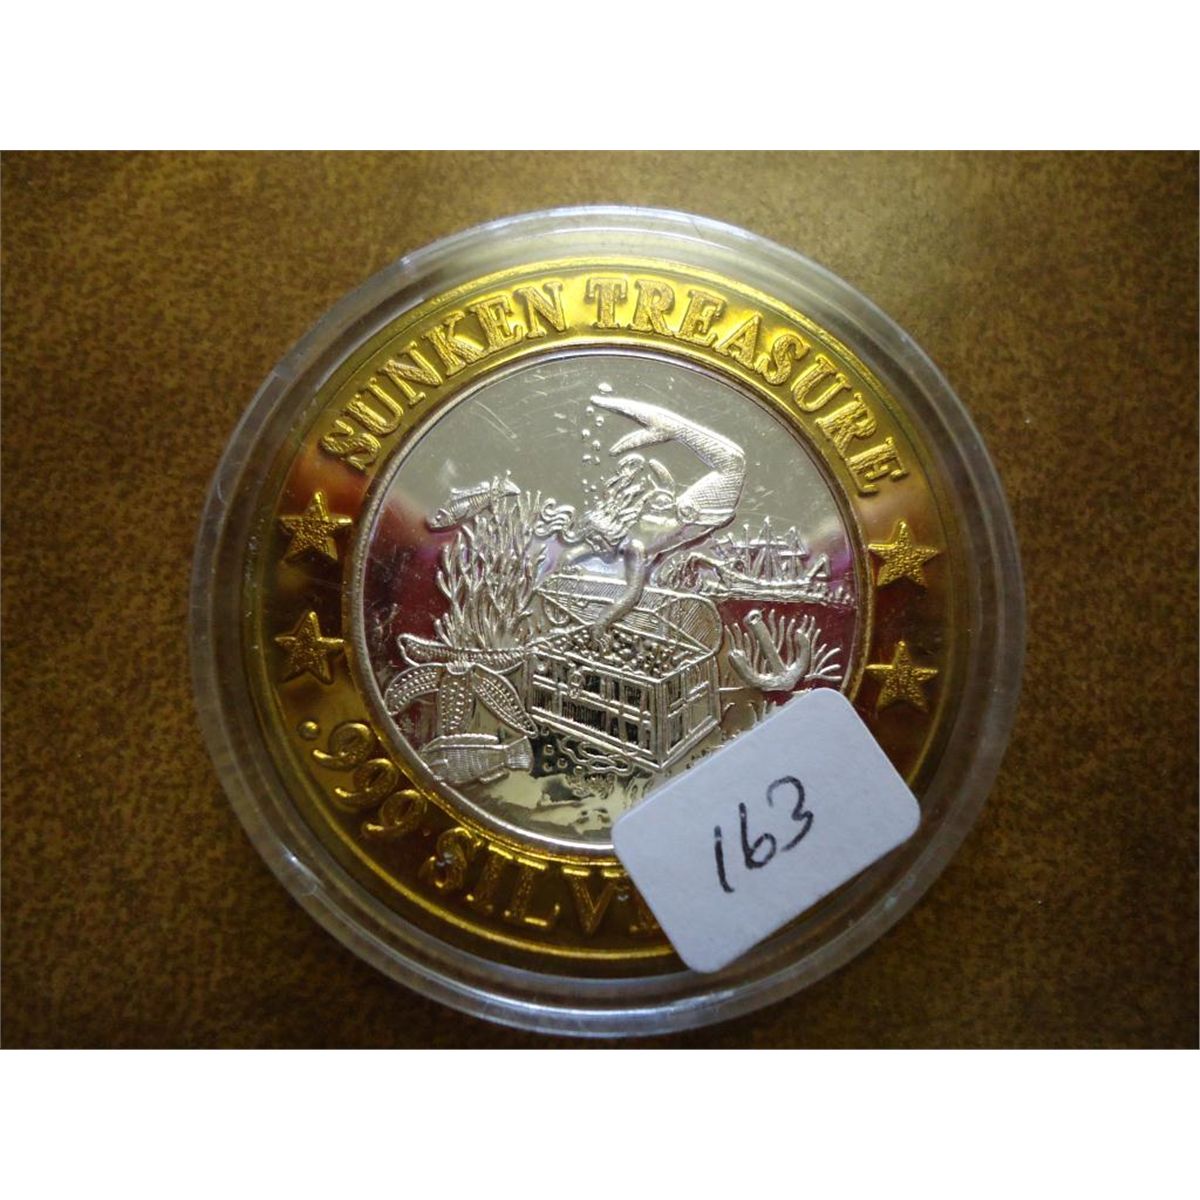 SUNKEN TREASURE
.999 SILV
163